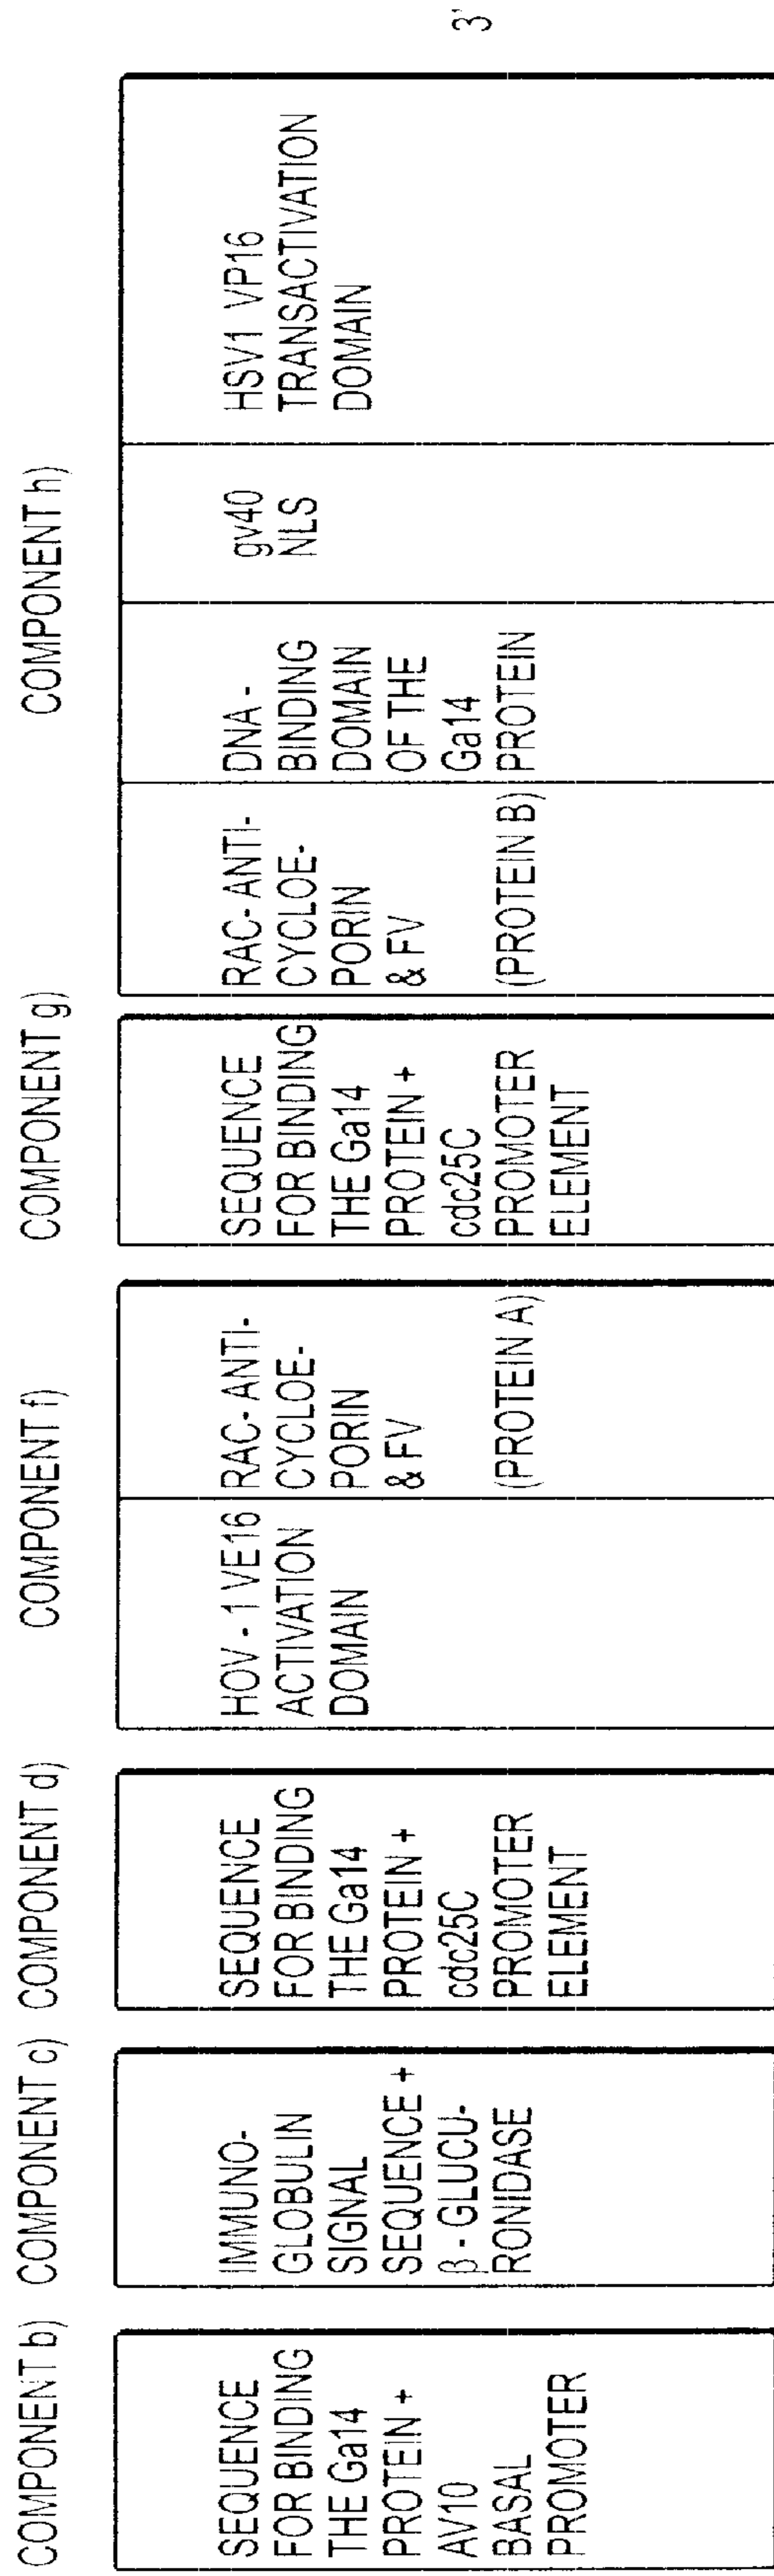 COMPONENT b)
SEQUENCE
FOR BINDING
THE Ga14
PROTEIN +
AV10
BASAL
PROMOTER
COMPONENT c)
IMMUNO-
GLOBULIN
SIGNAL
SEQUENCE +
β - GLUCU-
RONIDASE
COMPONENT d)
SEQUENCE
FOR BINDING
THE Ga14
PROTEIN +
cdc25C
PROMOTER
ELEMENT
COMPONENT f)
HOV - 1 VE16
ACTIVATION
DOMAIN
RAC- ANTI-
CYCLOE-
PORIN
& FV
(PROTEIN A)
COMPONENT g)
SEQUENCE
FOR BINDING
THE Ga14
PROTEIN +
cdc25C
PROMOTER
ELEMENT
COMPONENT h)
RAC- ANTI-
CYCLOE-
PORIN
& FV
(PROTEIN B)
DNA -
BINDING
DOMAIN
OF THE
Ga14
PROTEIN
gv40
NLS
HSV1 VP16
TRANSACTIVATION
DOMAIN
3'